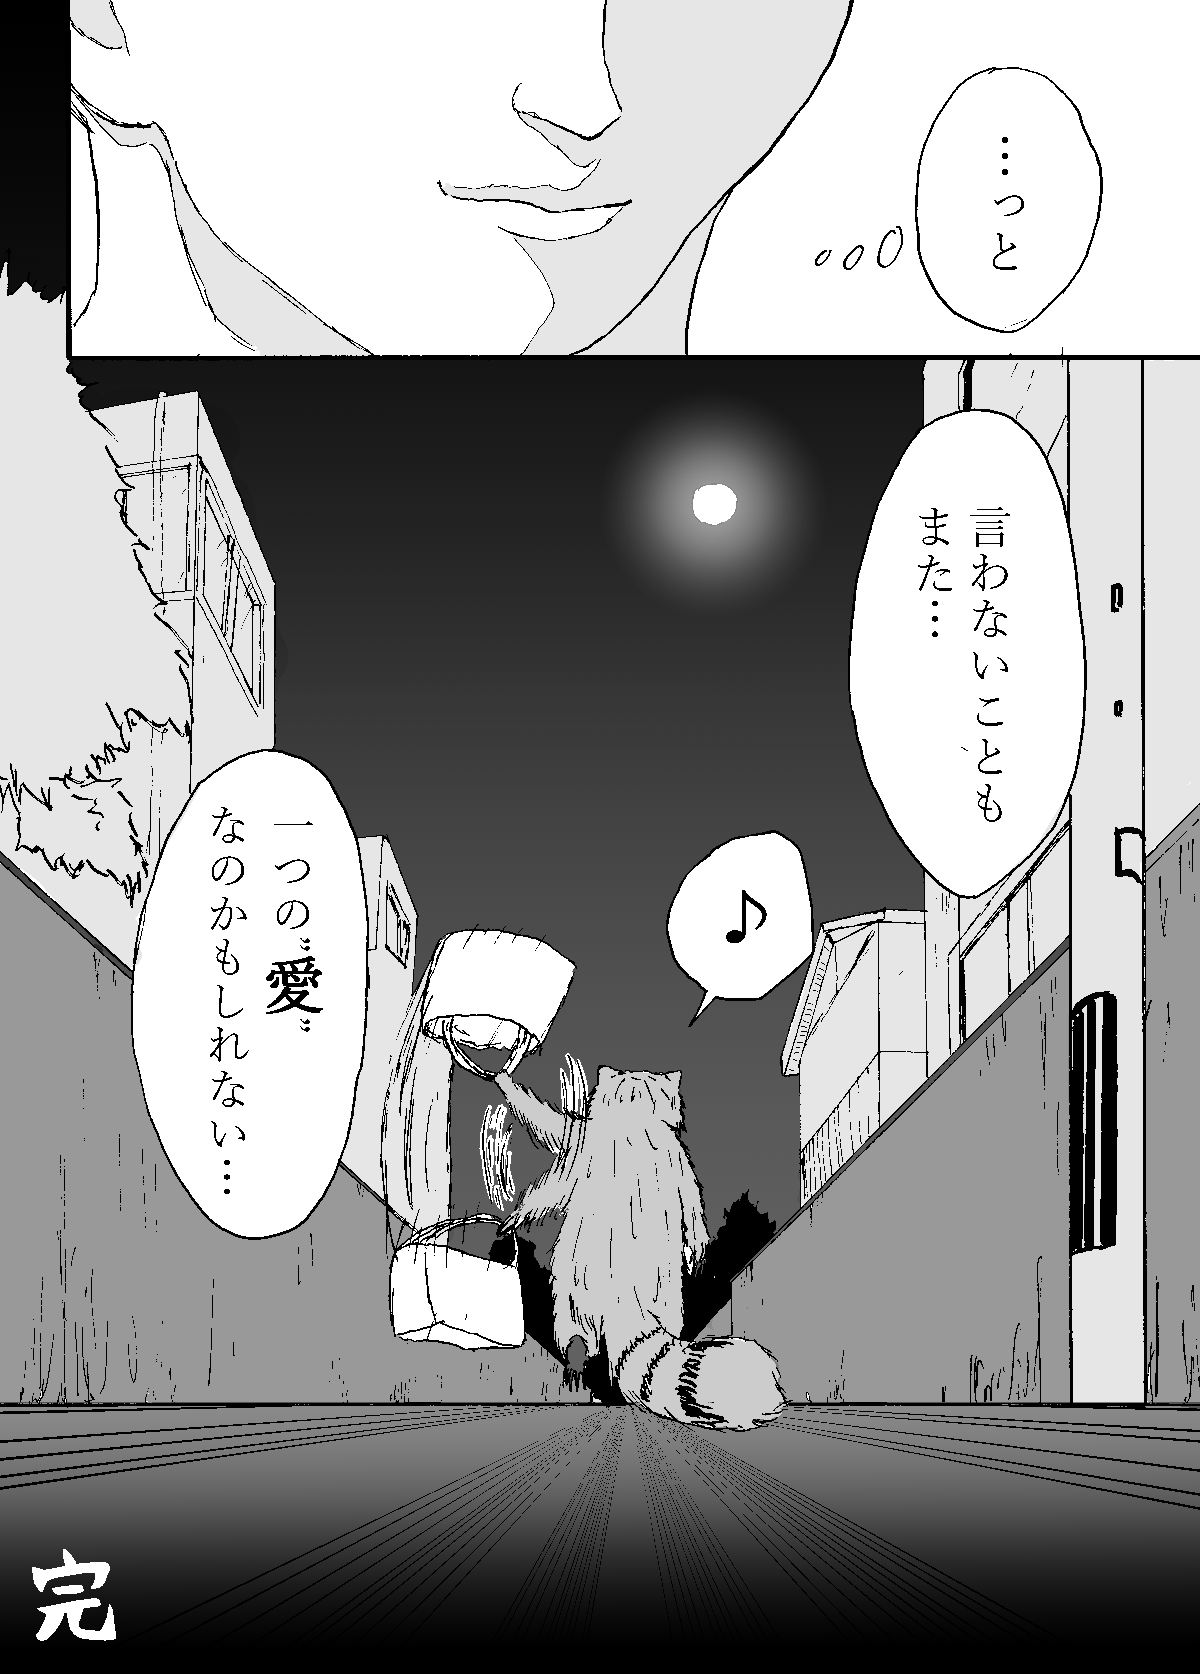 …っと
言わないことも
また…
♪
一つの〝愛〟
なのかもしれない…
完